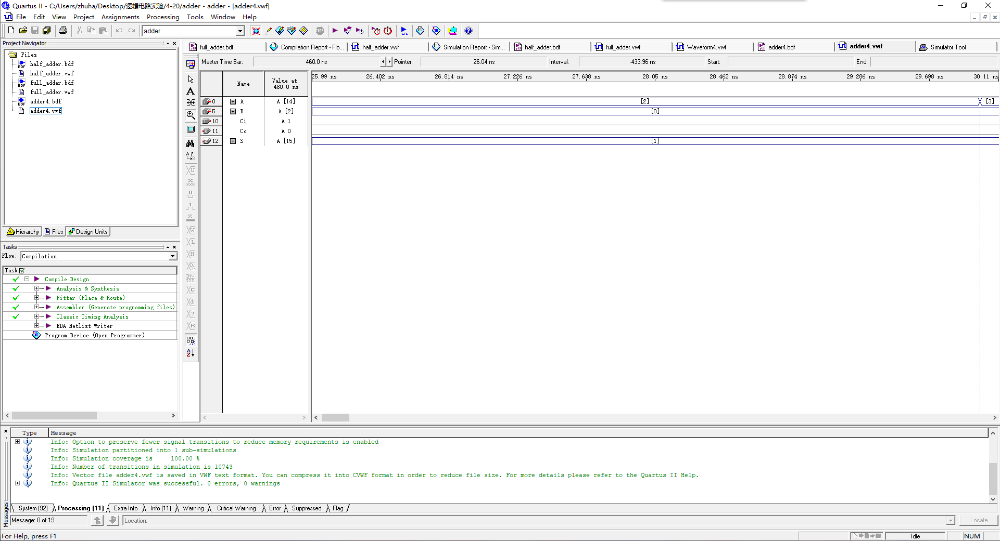 Quartus II - C:/Users/zhuha/Desktop/逻辑电路实验/4-20/adder - adder - [adder4.vwf]
File Edit View Project Assignments Processing Tools Window Help
adder
Project Navigator
Files
half_adder.bdf
half_adder.vwf
full_adder.bdf
full_adder.vwf
adder4.bdf
adder4.vwf
Hierarchy Files Design Units
Tasks
Flow: Compilation
Task
Compile Design
Analysis & Synthesis
Fitter (Place & Route)
Assembler (Generate programming files)
Classic Timing Analysis
EDA Netlist Writer
Program Device (Open Programmer)
full_adder.bdf Compilation Report - Flo... half_adder.vwf Simulation Report - Sim... half_adder.bdf full_adder.vwf Waveform4.vwf adder4.bdf adder4.vwf Simulator Tool
Master Time Bar: 460.0 ns Pointer: 26.04 ns Interval: -433.96 ns Start: End:
Name Value at 460.0 ns
25.99 ns 26.402 ns 26.814 ns 27.226 ns 27.638 ns 28.05 ns 28.462 ns 28.874 ns 29.286 ns 29.698 ns 30.11 ns
0 A A [14] [2] [3]
5 B A [2] [0]
10 Ci A 1
11 Co A 0
12 S A [15] [1]
Type Message
Info: Option to preserve fewer signal transitions to reduce memory requirements is enabled
Info: Simulation partitioned into 1 sub-simulations
Info: Simulation coverage is 100.00 %
Info: Number of transitions in simulation is 10743
Info: Vector file adder4.vwf is saved in VWF text format. You can compress it into CVWF format in order to reduce file size. For more details please refer to the Quartus II Help.
Info: Quartus II Simulator was successful. 0 errors, 0 warnings
System (92) Processing (11) Extra Info Info (11) Warning Critical Warning Error Suppressed Flag
Messages
Message: 0 of 19 Location: Locate
For Help, press F1 Idle NUM